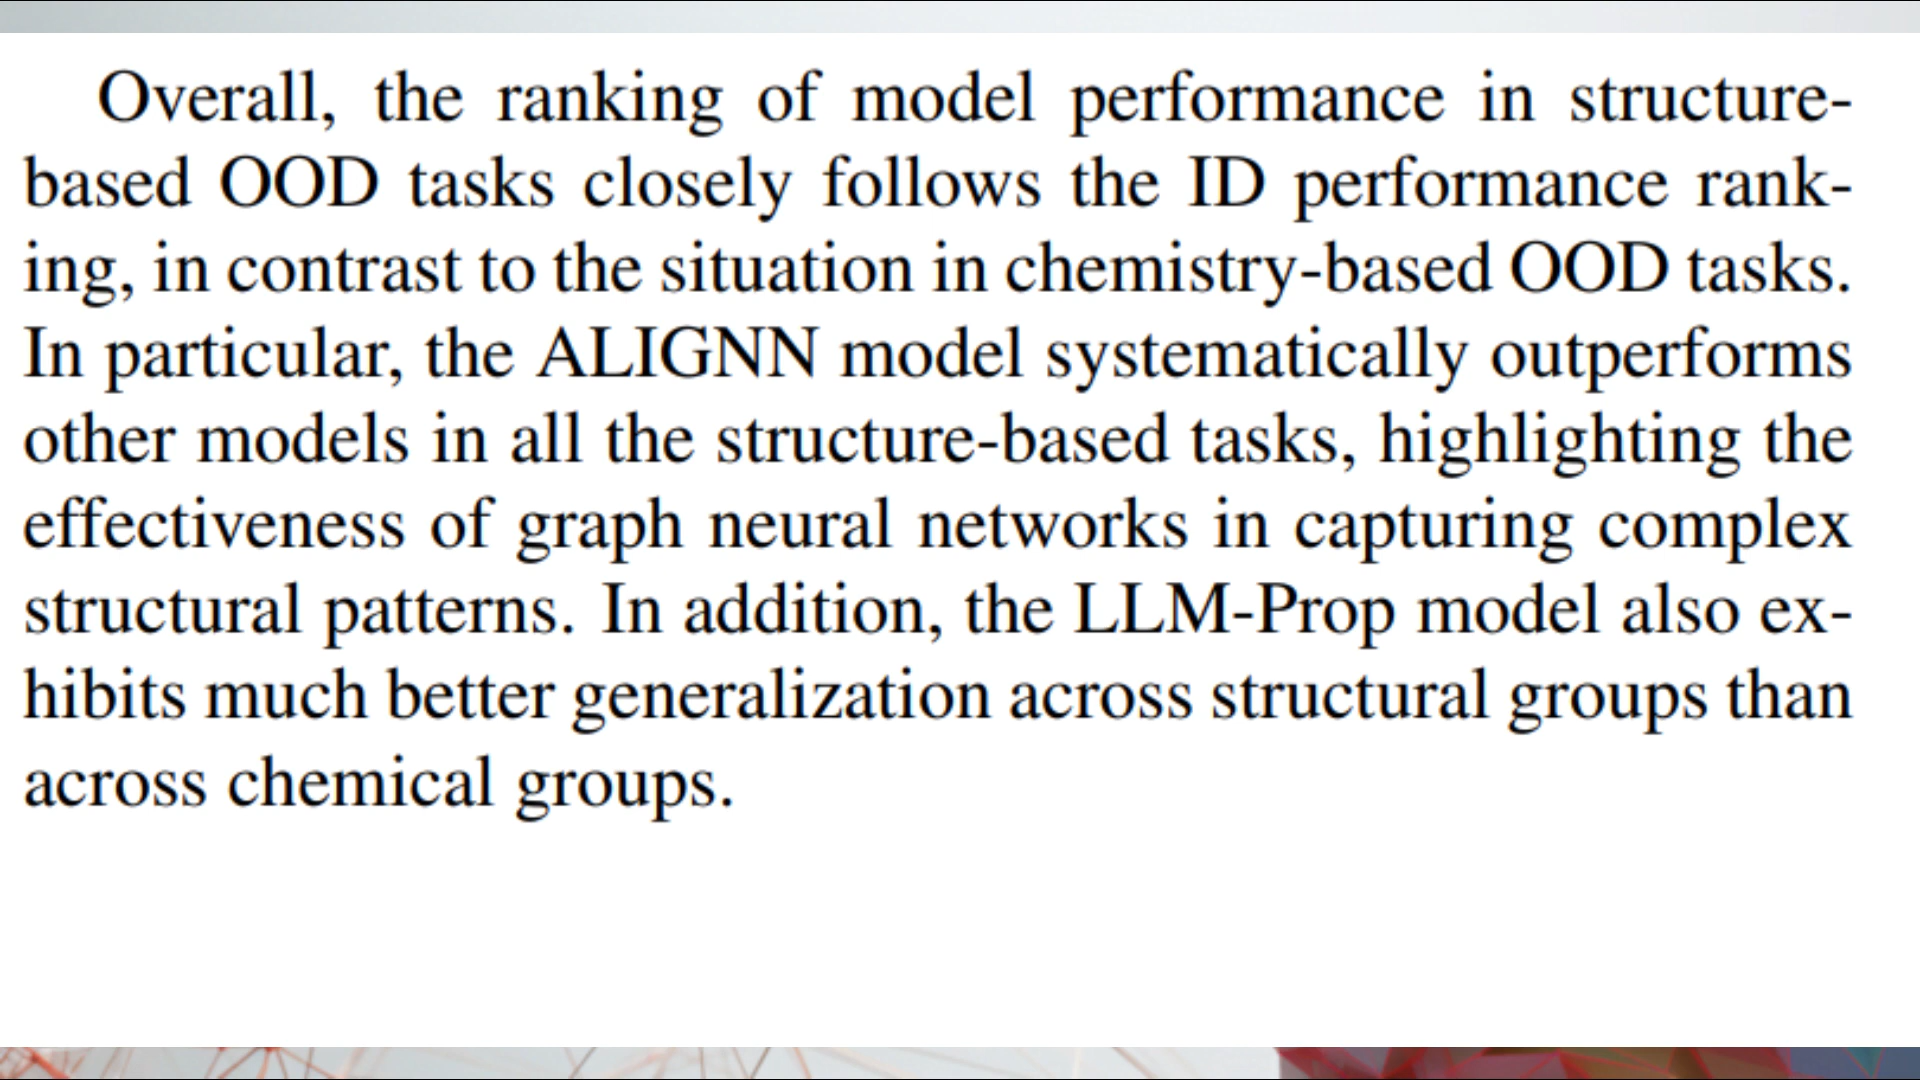 Overall, the ranking of model performance in structure-
based OOD tasks closely follows the ID performance rank-
ing, in contrast to the situation in chemistry-based OOD tasks.
In particular, the ALIGNN model systematically outperforms
other models in all the structure-based tasks, highlighting the
effectiveness of graph neural networks in capturing complex
structural patterns. In addition, the LLM-Prop model also ex-
hibits much better generalization across structural groups than
across chemical groups.